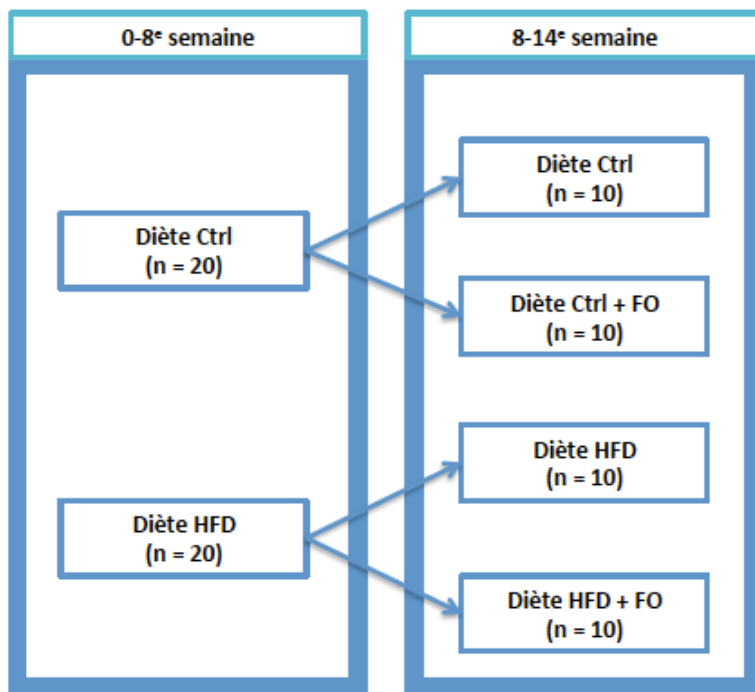 0-8e semaine
Diète Ctrl
(n = 20)
Diète HFD
(n = 20)
8-14e semaine
Diète Ctrl
(n = 10)
Diète Ctrl + FO
(n = 10)
Diète HFD
(n = 10)
Diète HFD + FO
(n = 10)